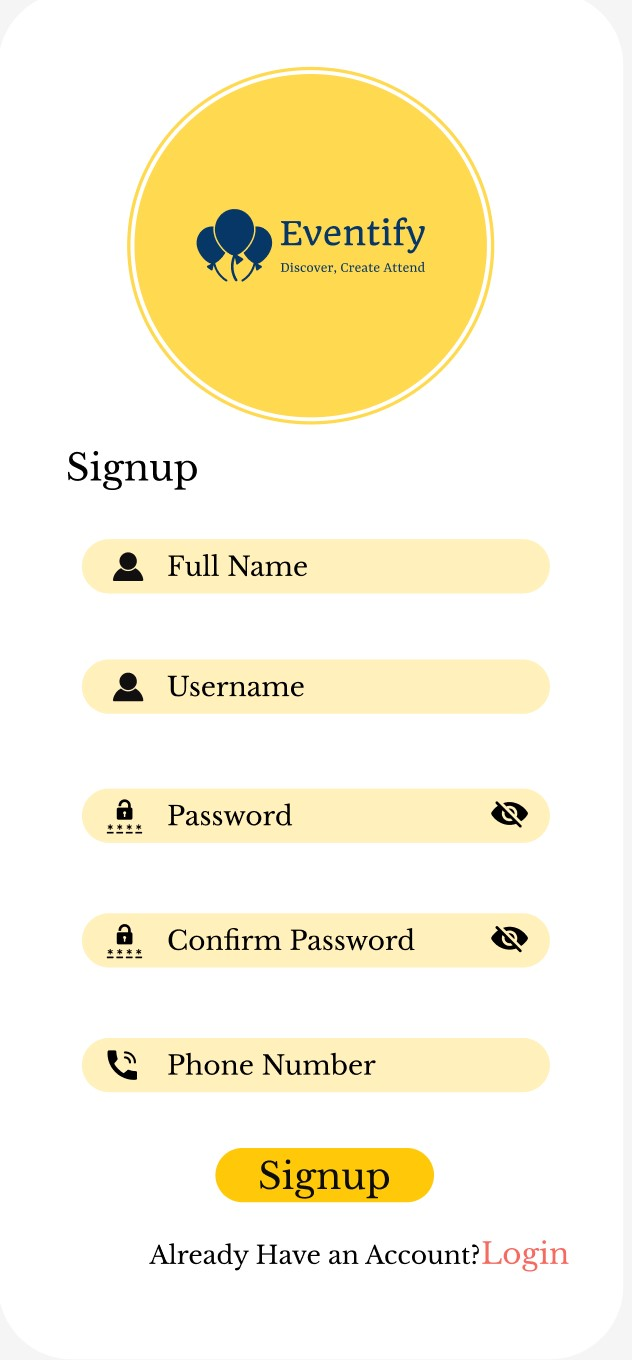 Eventify
Discover, Create Attend
Signup
Full Name
Username
****
Password
****
Confirm Password
Phone Number
Signup
Already Have an Account?Login